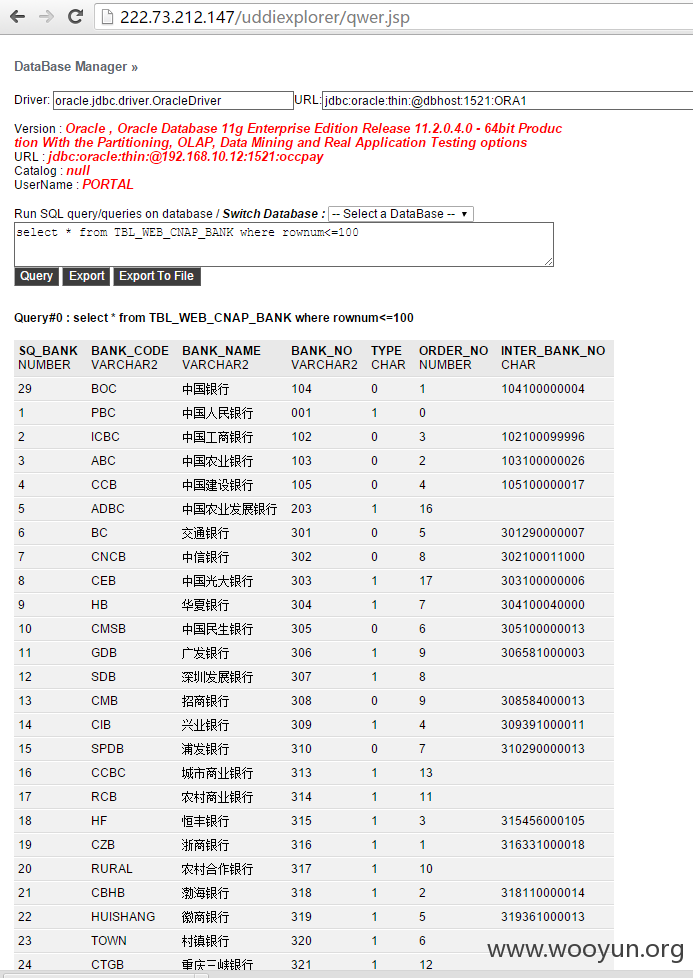 222.73.212.147/uddiexplorer/qwer.jsp
DataBase Manager »
Driver: oracle.jdbc.driver.OracleDriver URL: jdbc:oracle:thin:@dbhost:1521:ORA1
Version : Oracle , Oracle Database 11g Enterprise Edition Release 11.2.0.4.0 - 64bit Produc
tion With the Partitioning, OLAP, Data Mining and Real Application Testing options
URL : jdbc:oracle:thin:@192.168.10.12:1521:occpay
Catalog : null
UserName : PORTAL
Run SQL query/queries on database / Switch Database : -- Select a DataBase --
select * from TBL_WEB_CNAP_BANK where rownum<=100
Query Export Export To File
Query#0 : select * from TBL_WEB_CNAP_BANK where rownum<=100
SQ_BANK BANK_CODE BANK_NAME BANK_NO TYPE ORDER_NO INTER_BANK_NO
NUMBER VARCHAR2 VARCHAR2 VARCHAR2 CHAR NUMBER CHAR
29 BOC 中国银行 104 0 1 104100000004
1 PBC 中国人民银行 001 1 0
2 ICBC 中国工商银行 102 0 3 102100099996
3 ABC 中国农业银行 103 0 2 103100000026
4 CCB 中国建设银行 105 0 4 105100000017
5 ADBC 中国农业发展银行 203 1 16
6 BC 交通银行 301 0 5 301290000007
7 CNCB 中信银行 302 0 8 302100011000
8 CEB 中国光大银行 303 1 17 303100000006
9 HB 华夏银行 304 1 7 304100040000
10 CMSB 中国民生银行 305 0 6 305100000013
11 GDB 广发银行 306 1 9 306581000003
12 SDB 深圳发展银行 307 1 8
13 CMB 招商银行 308 0 9 308584000013
14 CIB 兴业银行 309 1 4 309391000011
15 SPDB 浦发银行 310 0 7 310290000013
16 CCBC 城市商业银行 313 1 13
17 RCB 农村商业银行 314 1 11
18 HF 恒丰银行 315 1 3 315456000105
19 CZB 浙商银行 316 1 1 316331000018
20 RURAL 农村合作银行 317 1 10
21 CBHB 渤海银行 318 1 2 318110000014
22 HUISHANG 徽商银行 319 1 5 319361000013
23 TOWN 村镇银行 320 1 6
24 CTGB 重庆三峡银行 321 1 12
www.wooyun.org